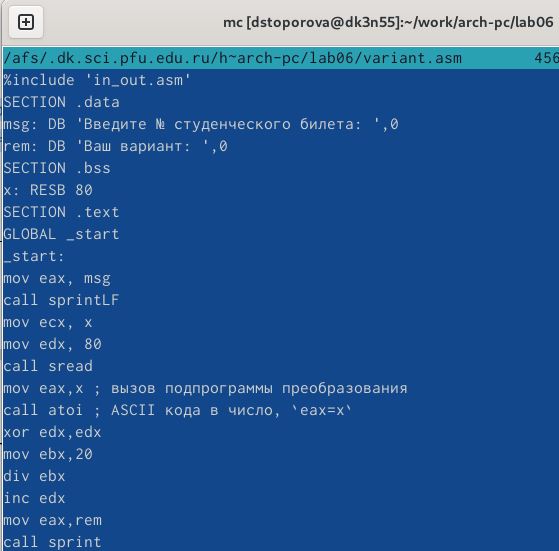 mc [dstoporova@dk3n55]:~/work/arch-pc/lab06
/afs/.dk.sci.pfu.edu.ru/h~arch-pc/lab06/variant.asm 456
%include 'in_out.asm'
SECTION .data
msg: DB 'Введите № студенческого билета: ',0
rem: DB 'Ваш вариант: ',0
SECTION .bss
x: RESB 80
SECTION .text
GLOBAL _start
_start:
mov eax, msg
call sprintLF
mov ecx, x
mov edx, 80
call sread
mov eax,x ; вызов подпрограммы преобразования
call atoi ; ASCII кода в число, `eax=x`
xor edx,edx
mov ebx,20
div ebx
inc edx
mov eax,rem
call sprint